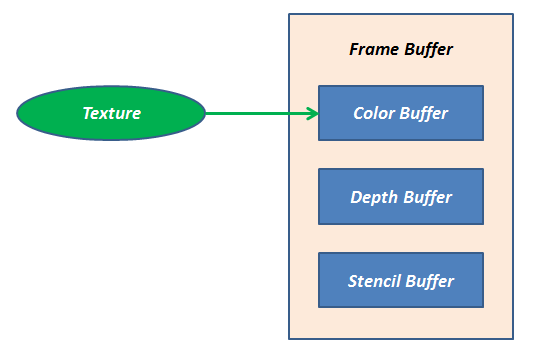 Frame Buffer
Texture
Color Buffer
Depth Buffer
Stencil Buffer